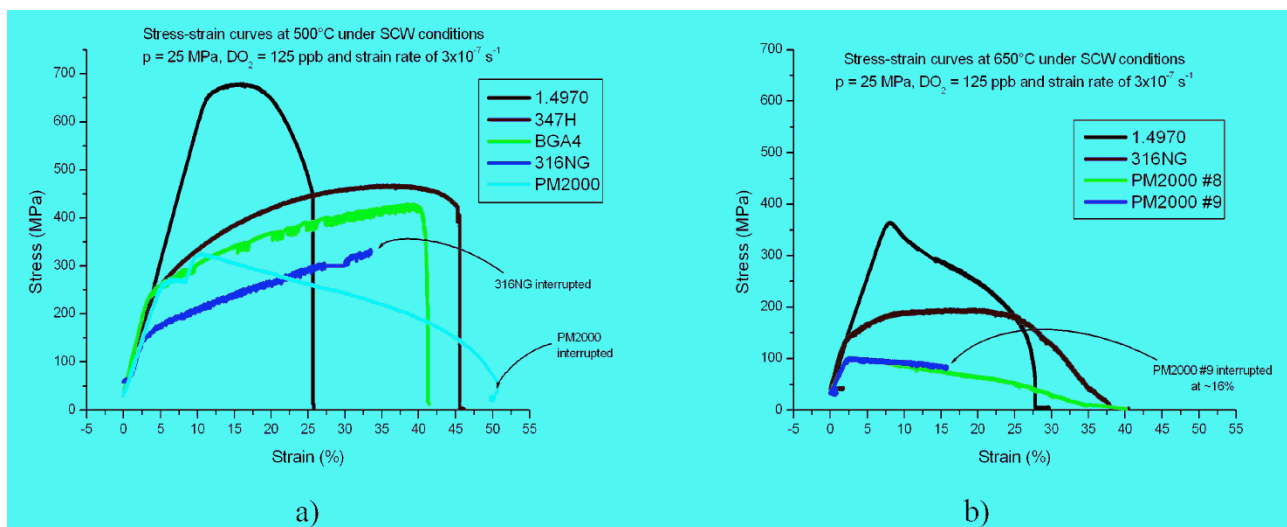 Stress-strain curves at 500°C under SCW conditions
p = 25 MPa, DO₂ = 125 ppb and strain rate of 3x10⁻⁷ s⁻¹
700
600
500
400
300
200
100
0
Stress (MPa)
1.4970
347H
BGA4
316NG
PM2000
316NG interrupted
PM2000
interrupted
-5 0 5 10 15 20 25 30 35 40 45 50 55
Strain (%)
a)
Stress-strain curves at 650°C under SCW conditions
p = 25 MPa, DO₂ = 125 ppb and strain rate of 3x10⁻⁷ s⁻¹
700
600
500
400
300
200
100
0
Stress (MPa)
1.4970
316NG
PM2000 #8
PM2000 #9
PM2000 #9 interrupted
at ~16%
-5 0 5 10 15 20 25 30 35 40 45 50 55
Strain (%)
b)